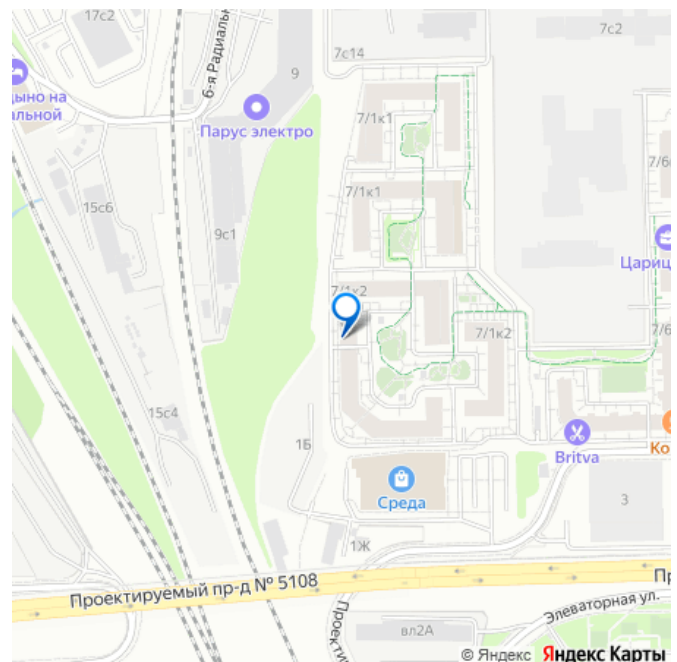 17с2
7с14
7с2
6-я Радиальн
9
дыно на
альной
Парус электро
7/1к1
7/6
15с6
7/1к1
9с1
Цариц
7/1к2
7/1к2
7/6
15с4
1Б
Britva
Ко
Среда
3
1Ж
Проектируемый пр-д № 5108
Пр
Проекти
Элеваторная ул.
вл2А
© Яндекс Яндекс Карты